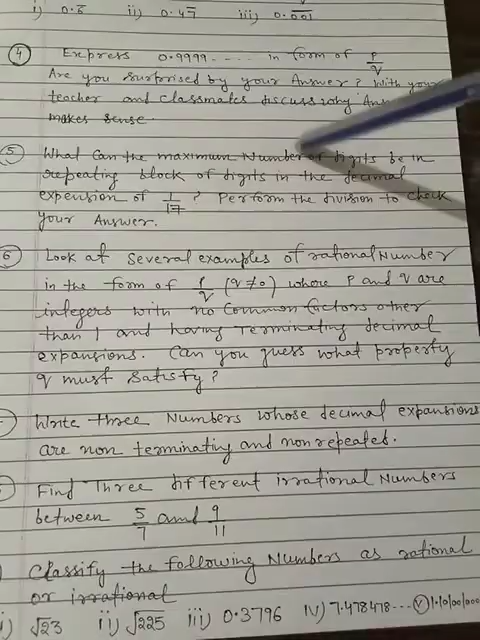 i) 0.6 ii) 0.47 iii) 0.001
④ Express 0.9999..... in form of p/q
Are you surprised by your Answer? With your
teacher and classmates discuss why Ans
makes sense.
⑤ What Can the maximum Number of digits be in
repeating block of digits in the decimal
expension of 1/17? Perform the division to check
your Answer.
⑥ Look at Several examples of rational Number
in the form of p/q (q≠0) where P and q are
integers with no Common factors other
than 1 and having Terminating decimal
expansions. Can you guess what property
q must Satisfy?
Write three Numbers whose decimal expansions
are non terminating and non repeated.
Find Three different irrational Numbers
between 5/7 and 9/11
Classify the following Numbers as rational
or irrational
i) √23 ii) √225 iii) 0.3796 iv) 7.478478... v)